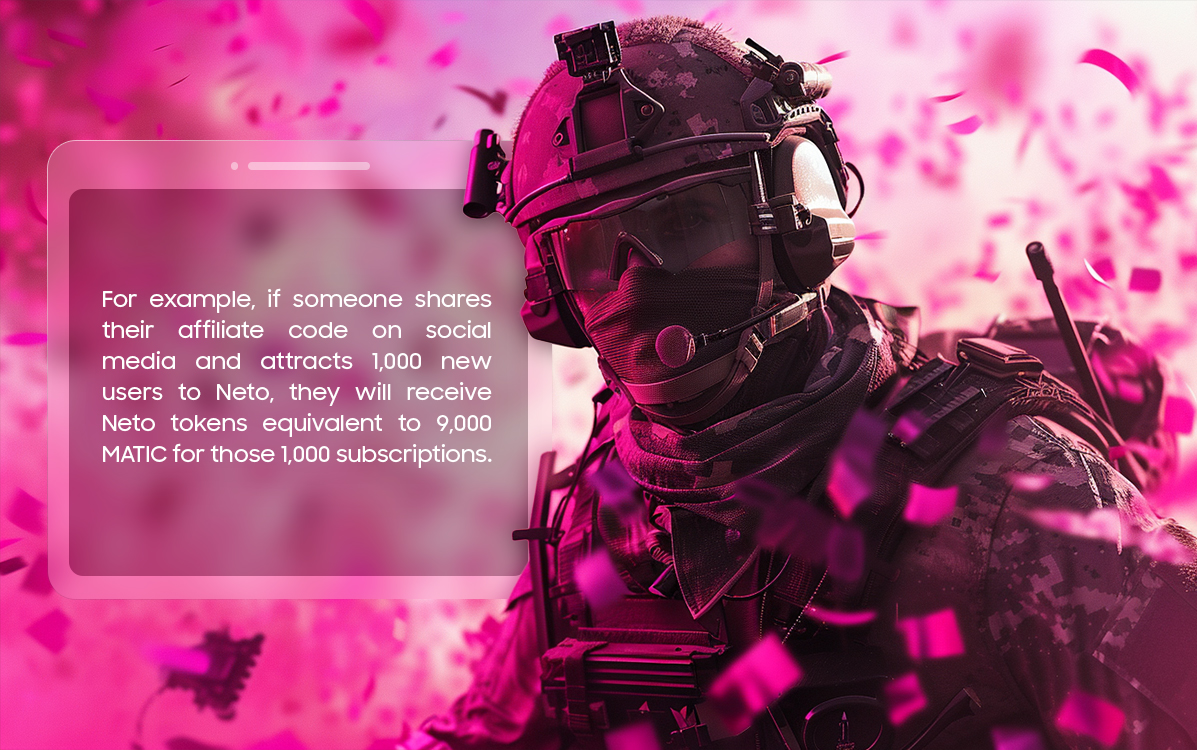 For example, if someone shares
their affiliate code on social
media and attracts 1,000 new
users to Neto, they will receive
Neto tokens equivalent to 9,000
MATIC for those 1,000 subscriptions.